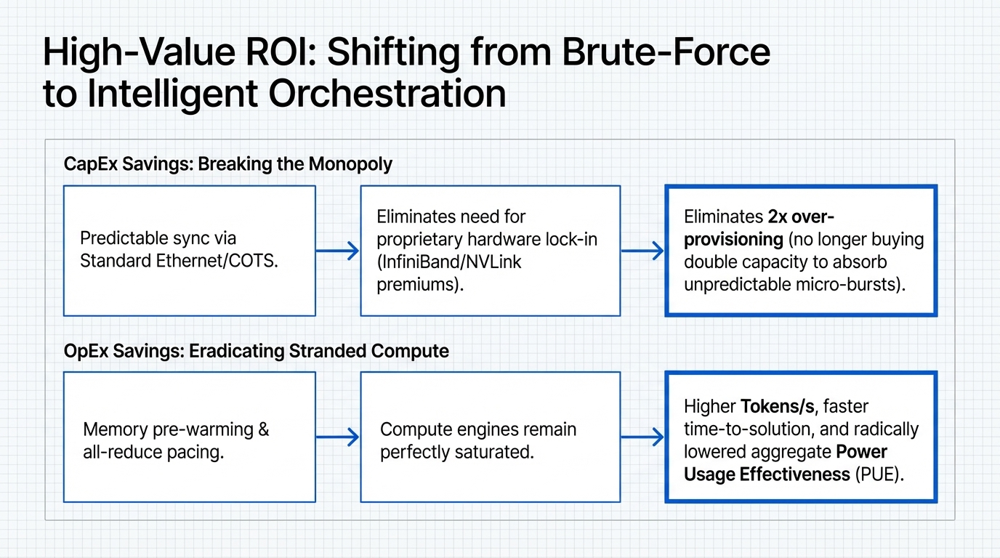 High-Value ROI: Shifting from Brute-Force
to Intelligent Orchestration
CapEx Savings: Breaking the Monopoly
Predictable sync via
Standard Ethernet/COTS.
Eliminates need for
proprietary hardware lock-in
(InfiniBand/NVLink
premiums).
Eliminates 2x over-
provisioning (no longer buying
double capacity to absorb
unpredictable micro-bursts).
OpEx Savings: Eradicating Stranded Compute
Memory pre-warming &
all-reduce pacing.
Compute engines remain
perfectly saturated.
Higher Tokens/s, faster
time-to-solution, and radically
lowered aggregate Power
Usage Effectiveness (PUE).